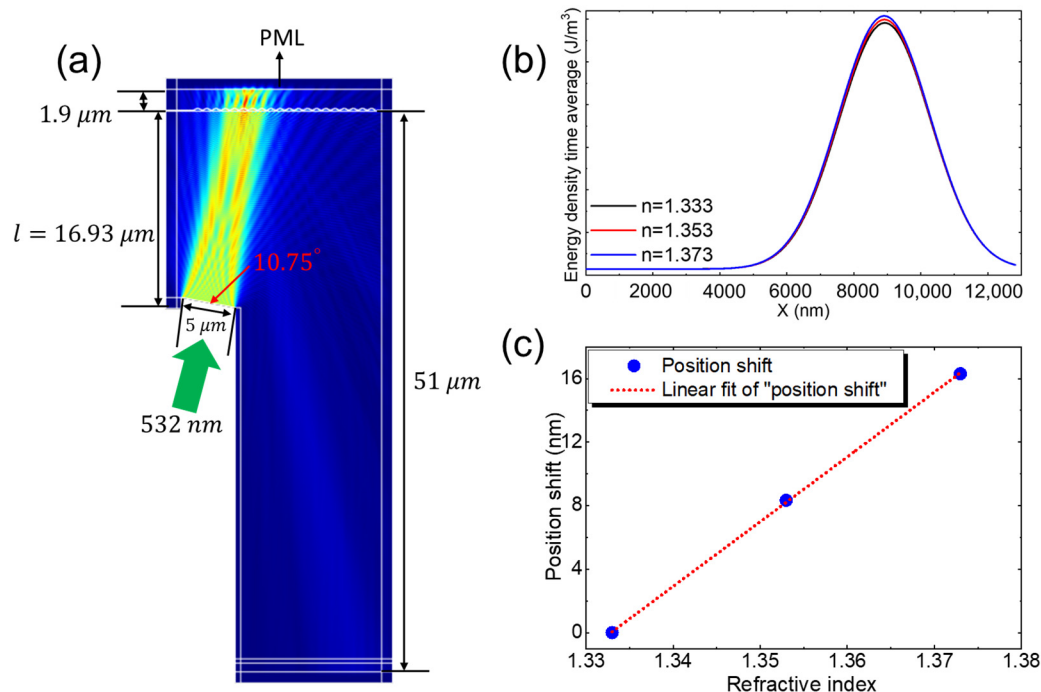 (a)
PML
1.9 μm
l = 16.93 μm
10.75°
5 μm
51 μm
532 nm
(b)
Energy density time average (J/m³)
n=1.333
n=1.353
n=1.373
0 2000 4000 6000 8000 10,000 12,000
X (nm)
(c)
Position shift
Linear fit of "position shift"
Position shift (nm)
16
12
8
4
0
1.33 1.34 1.35 1.36 1.37 1.38
Refractive index